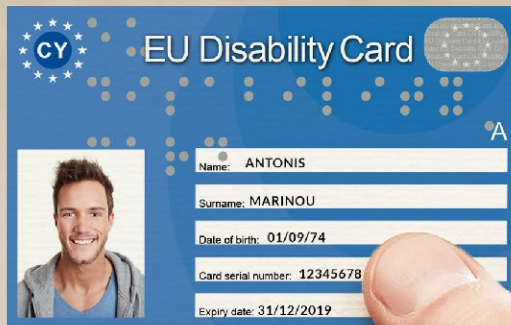 CY
EU Disability Card
A
Name: ANTONIS
Surname: MARINOU
Date of birth: 01/09/74
Card serial number: 12345678
Expiry date: 31/12/2019